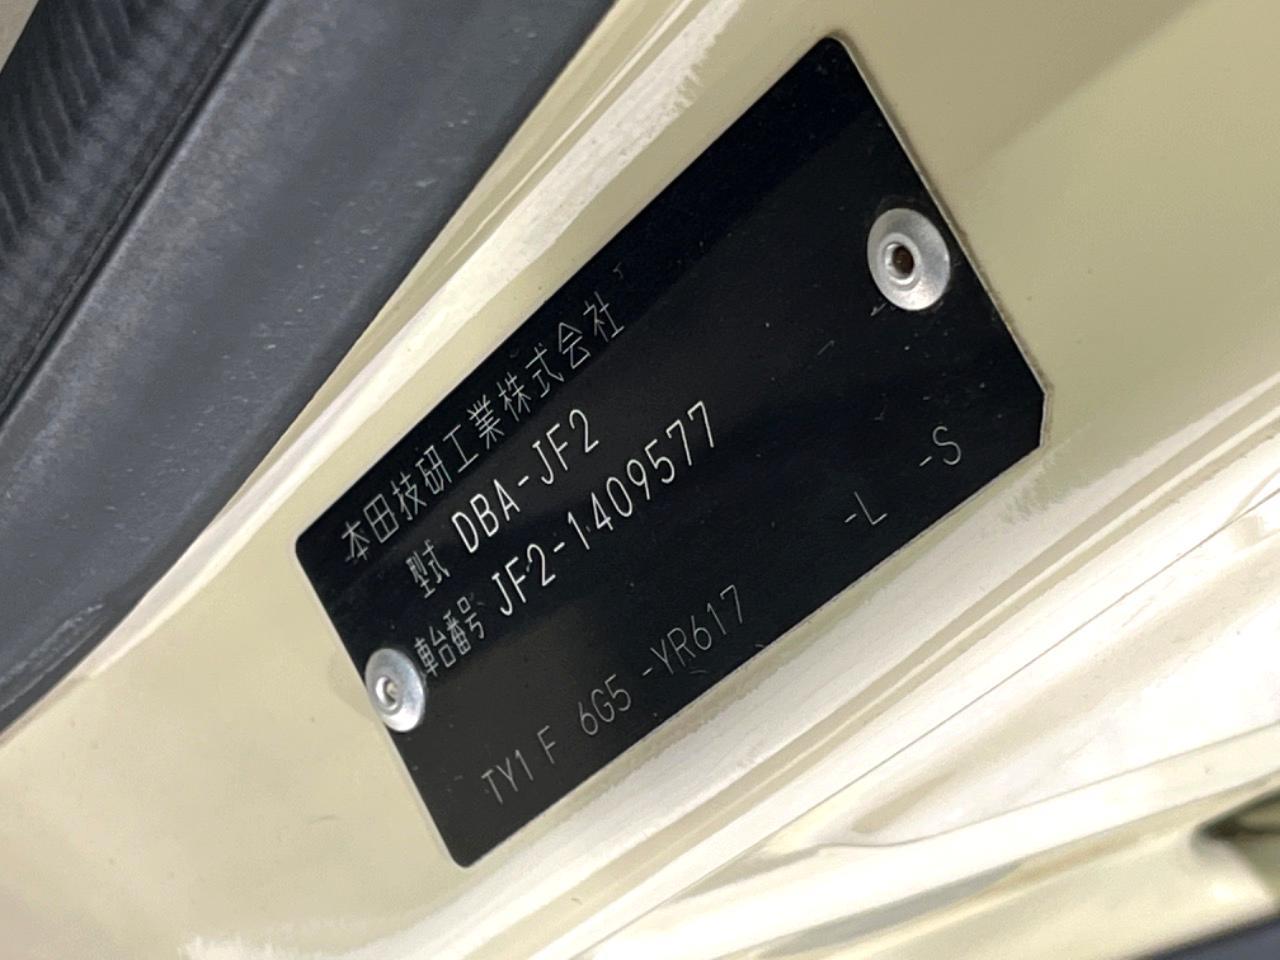 本田技研工業株式会社
型式 DBA-JF2
車台番号 JF2-1409577
TY1F 6G5 -YR617 -L -S